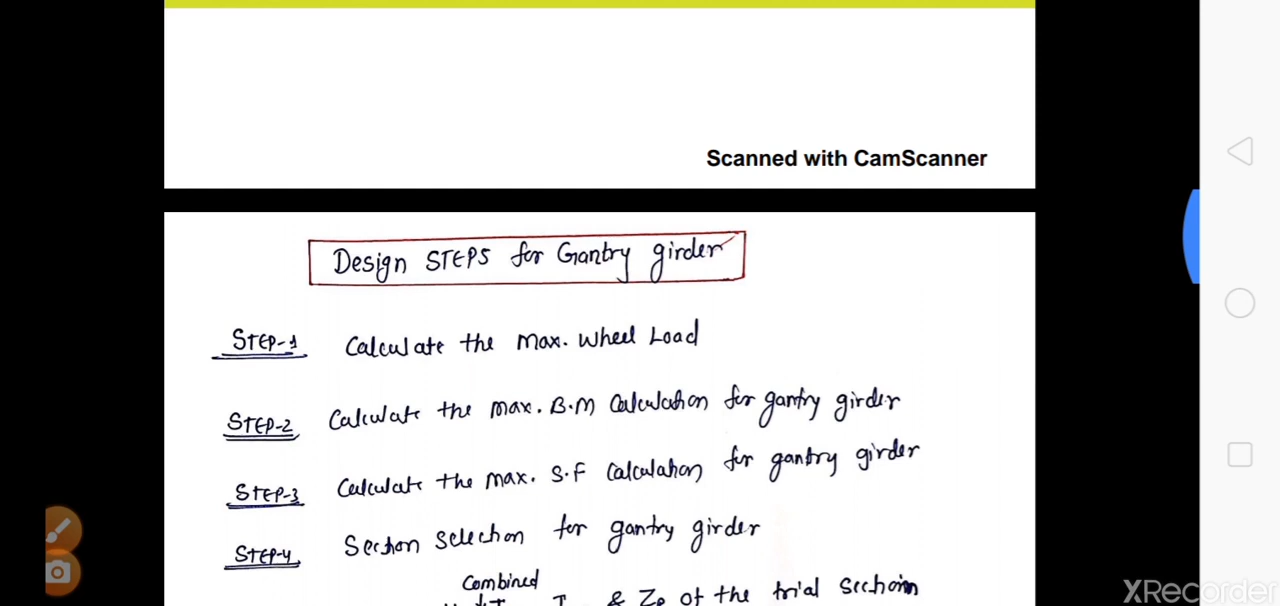 Scanned with CamScanner
Design STEPS for Gantry girder
STEP-1 Calculate the max. Wheel Load
STEP-2 Calculate the max. B.M Calculation for gantry girder
STEP-3 Calculate the max. S.F Calculation for gantry girder
STEP-4 Section Selection for gantry girder
Combined
& Zp of the trial section
XRecorder